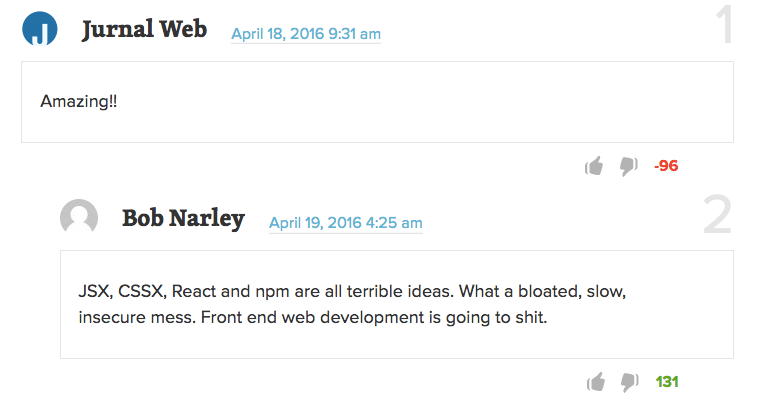 J
Jurnal Web April 18, 2016 9:31 am 1
Amazing!!
-96
Bob Narley April 19, 2016 4:25 am 2
JSX, CSSX, React and npm are all terrible ideas. What a bloated, slow,
insecure mess. Front end web development is going to shit.
131